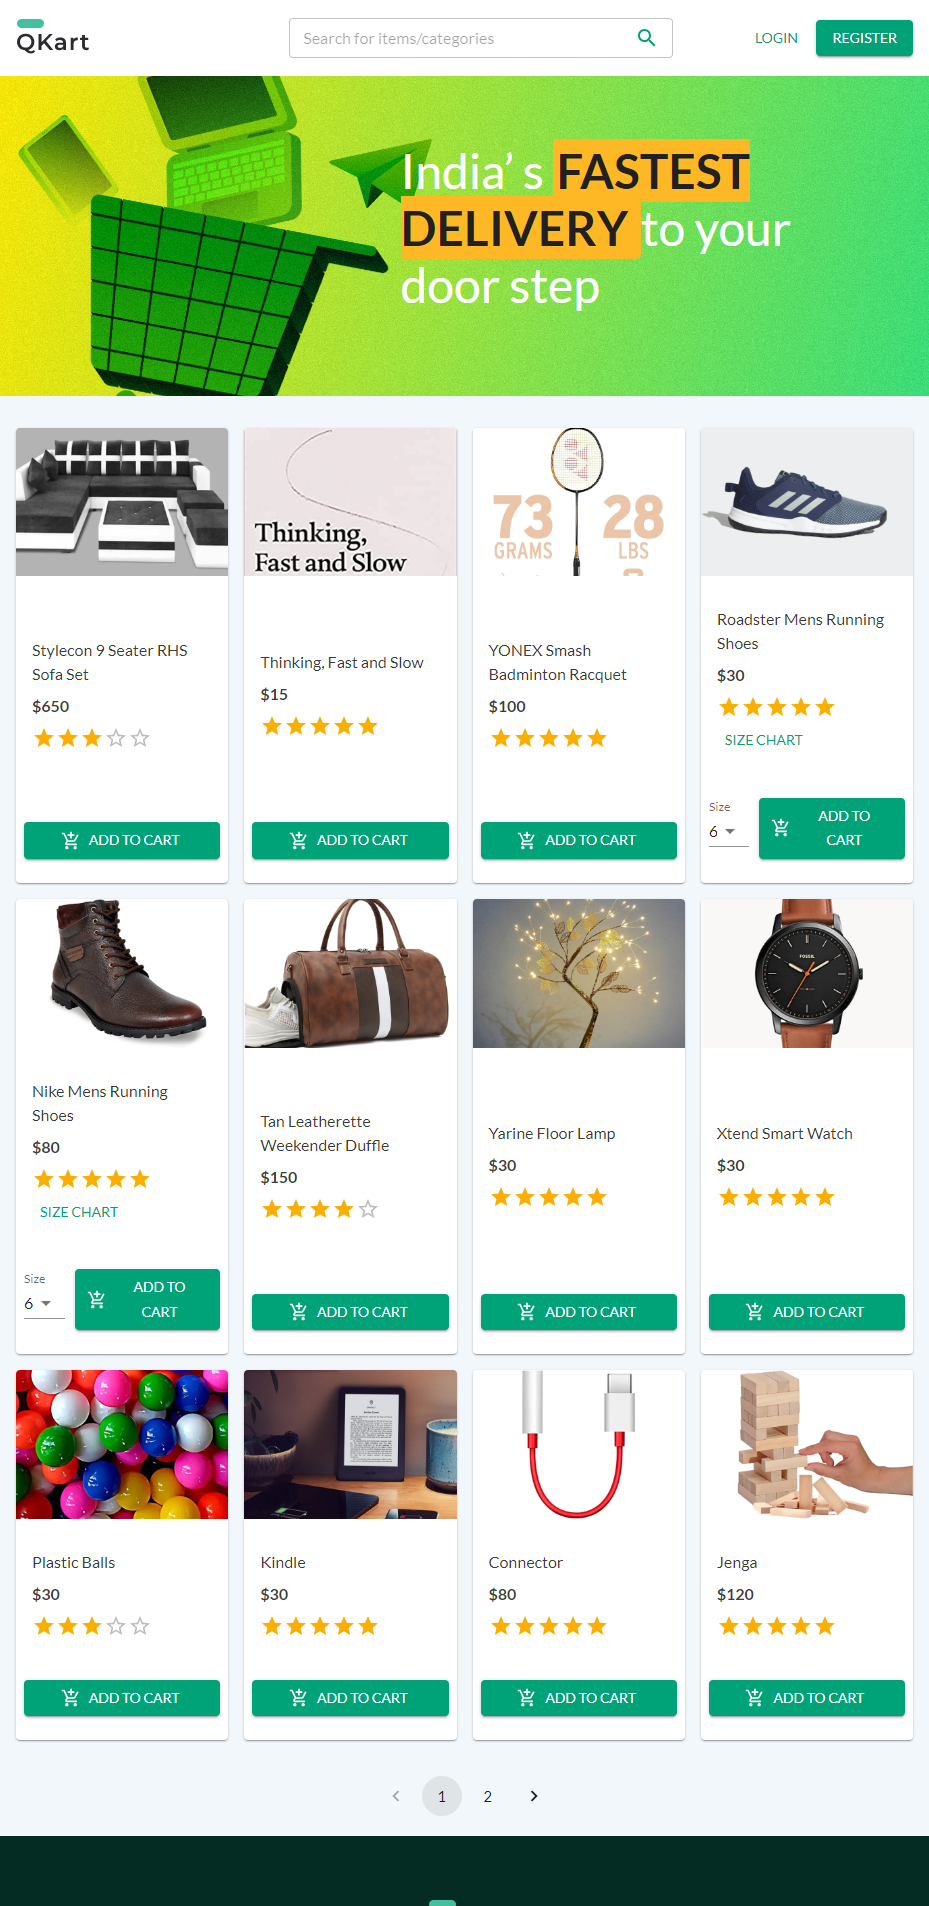 QKart
Search for items/categories
LOGIN
REGISTER
India’ s FASTEST
DELIVERY to your
door step
Thinking,
Fast and Slow
73
GRAMS
28
LBS
Stylecon 9 Seater RHS
Sofa Set
$650
ADD TO CART
Thinking, Fast and Slow
$15
ADD TO CART
YONEX Smash
Badminton Racquet
$100
ADD TO CART
Roadster Mens Running
Shoes
$30
SIZE CHART
Size
6
ADD TO
CART
Nike Mens Running
Shoes
$80
SIZE CHART
Size
6
ADD TO
CART
Tan Leatherette
Weekender Duffle
$150
ADD TO CART
Yarine Floor Lamp
$30
ADD TO CART
FOSSIL
Xtend Smart Watch
$30
ADD TO CART
Plastic Balls
$30
ADD TO CART
Kindle
$30
ADD TO CART
Connector
$80
ADD TO CART
Jenga
$120
ADD TO CART
1
2